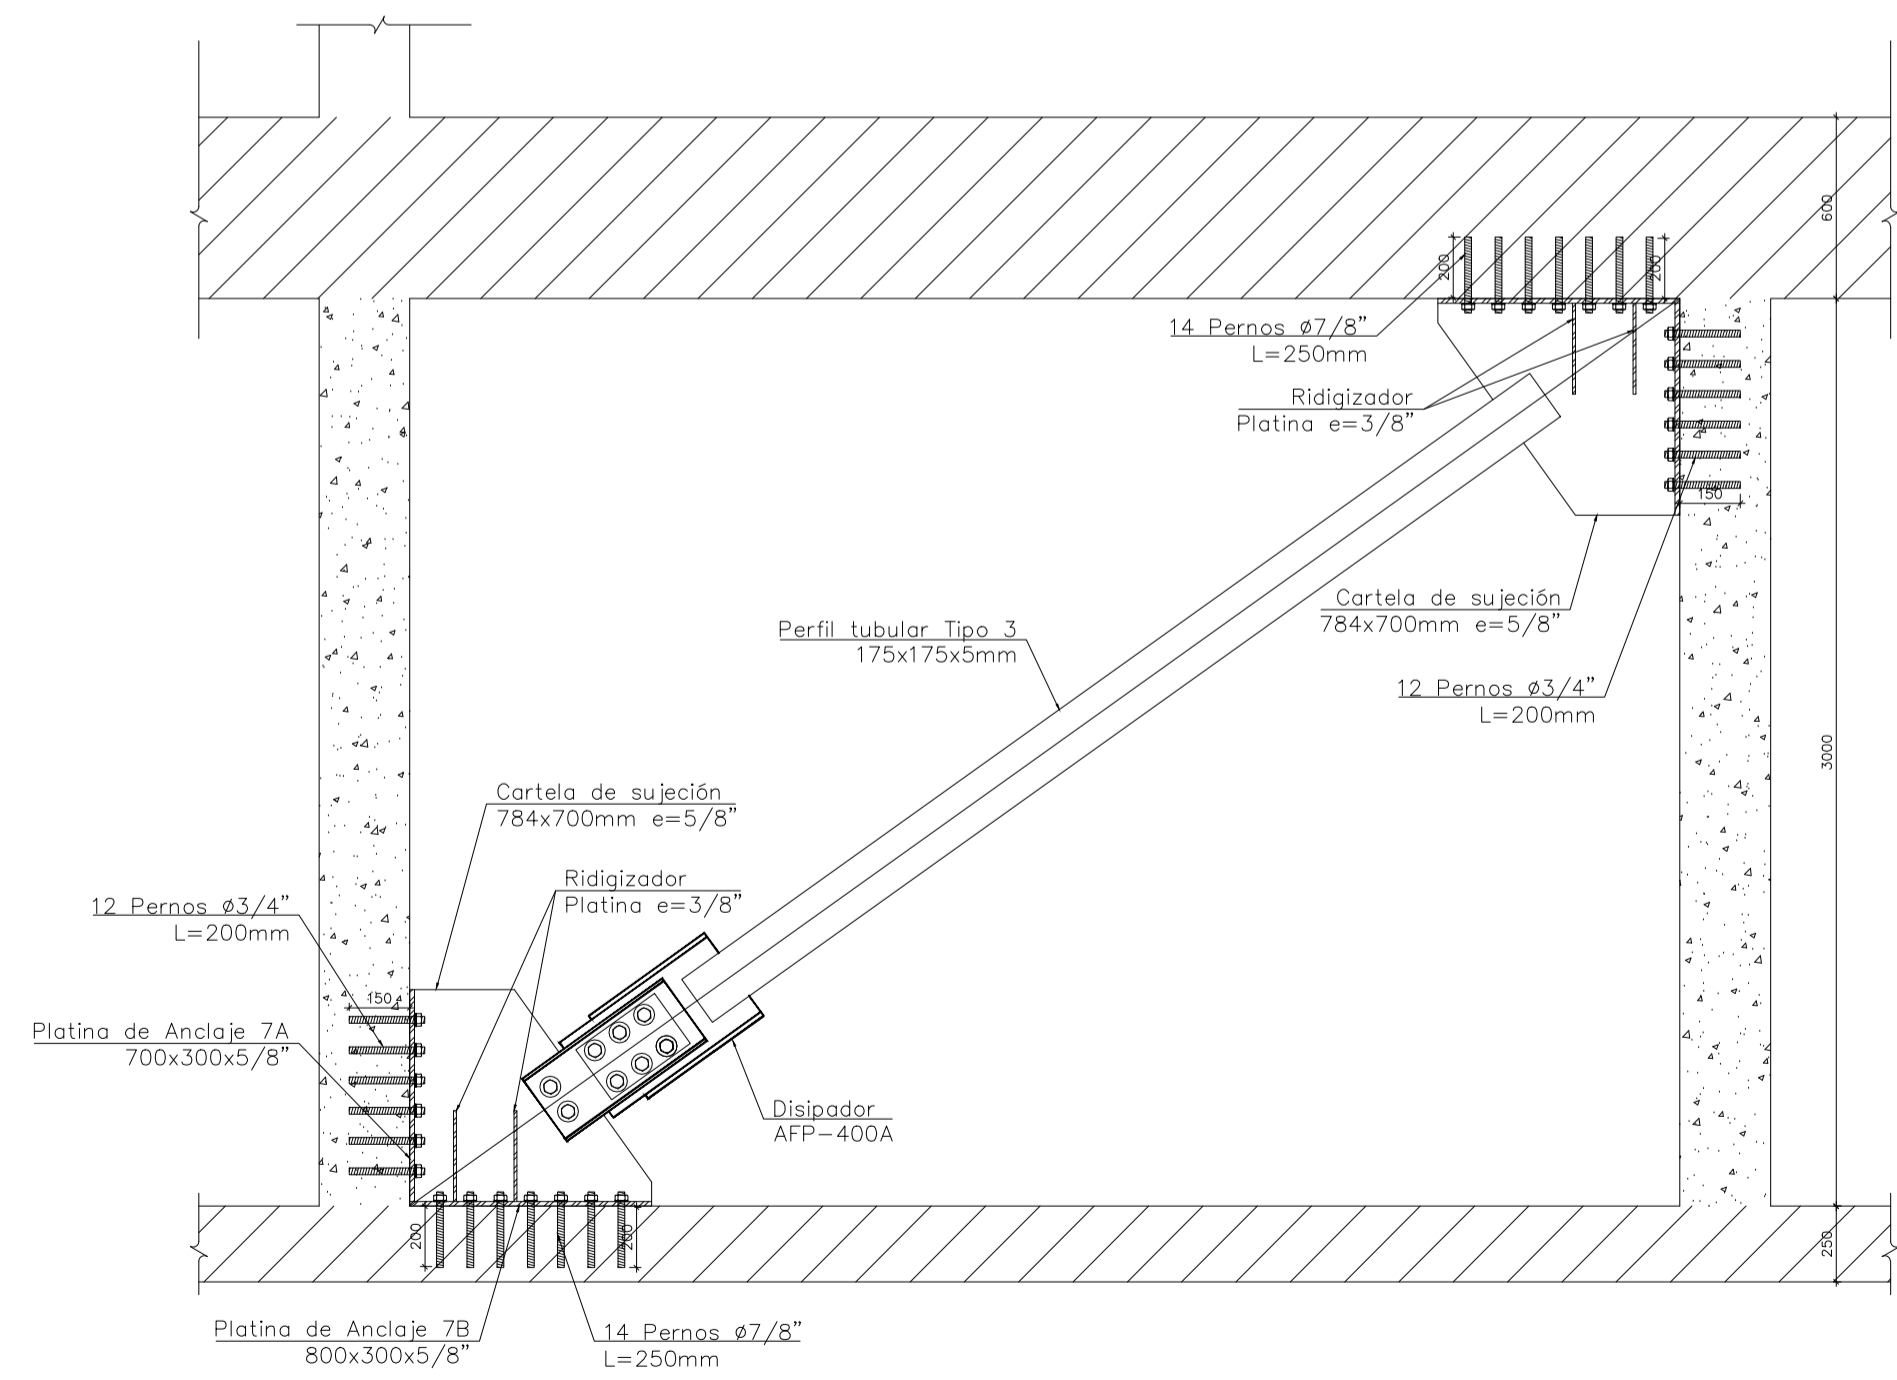 600
200
200
14 Pernos ø7/8”
L=250mm
Ridigizador
Platina e=3/8”
150
Cartela de sujeción
784x700mm e=5/8”
Perfil tubular Tipo 3
175x175x5mm
12 Pernos ø3/4”
L=200mm
3000
Cartela de sujeción
784x700mm e=5/8”
Ridigizador
Platina e=3/8”
12 Pernos ø3/4”
L=200mm
150
Platina de Anclaje 7A
700x300x5/8”
Disipador
AFP-400A
200
200
250
Platina de Anclaje 7B
800x300x5/8”
14 Pernos ø7/8”
L=250mm